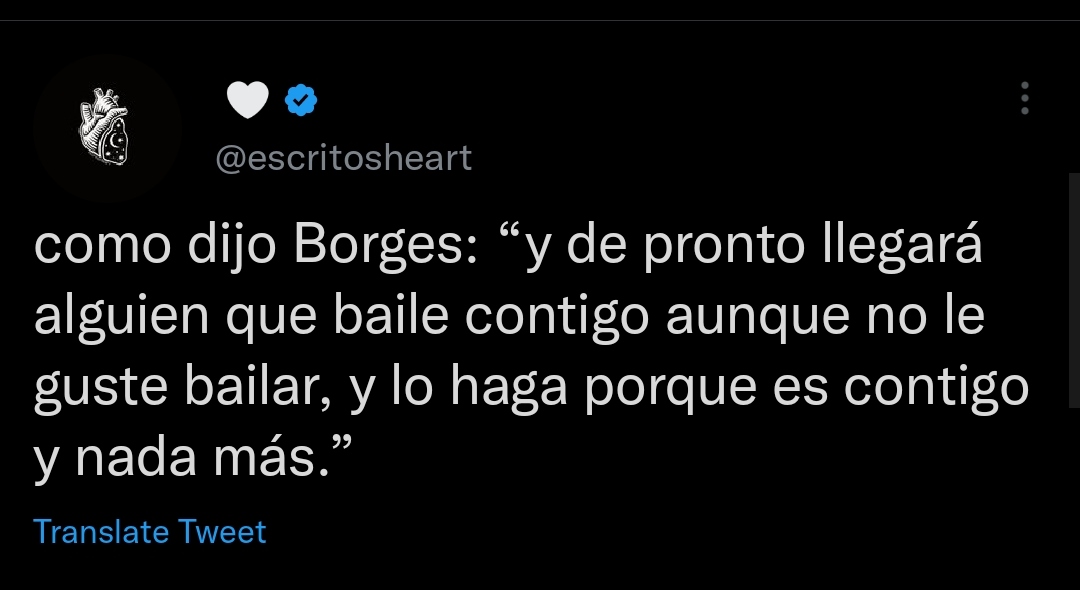 🤍
@escritosheart
como dijo Borges: “y de pronto llegará
alguien que baile contigo aunque no le
guste bailar, y lo haga porque es contigo
y nada más.”
Translate Tweet